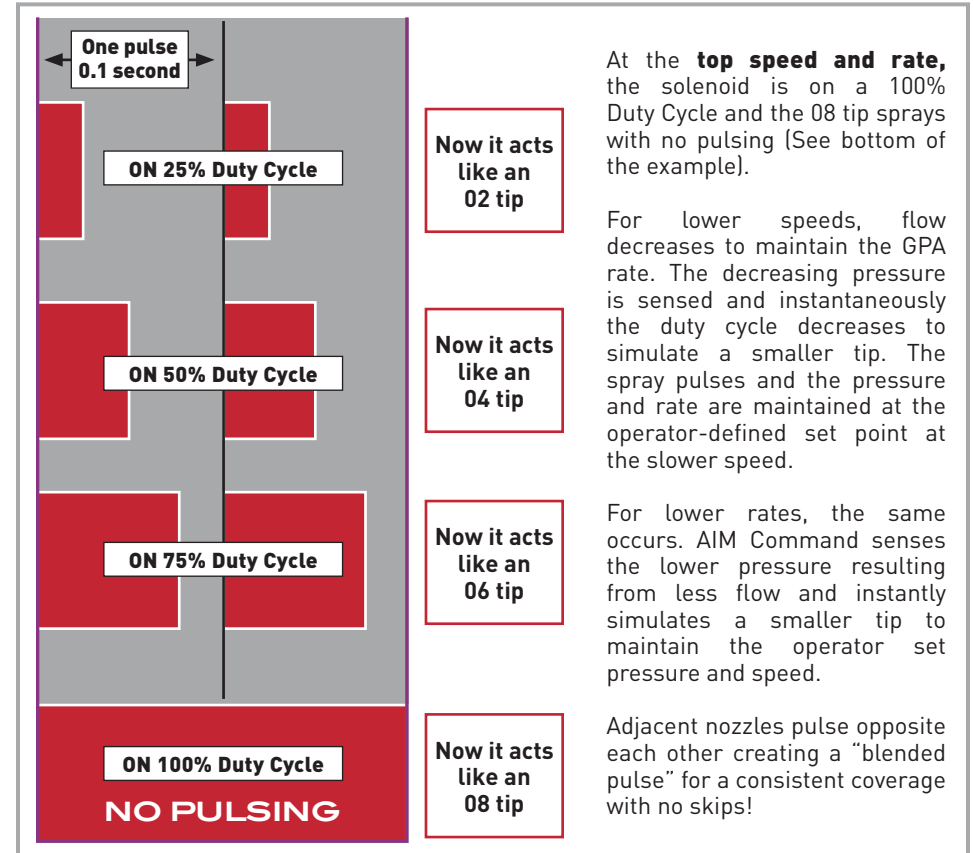 One pulse
0.1 second
ON 25% Duty Cycle
Now it acts
like an
02 tip
ON 50% Duty Cycle
Now it acts
like an
04 tip
ON 75% Duty Cycle
Now it acts
like an
06 tip
ON 100% Duty Cycle
NO PULSING
Now it acts
like an
08 tip
At the top speed and rate,
the solenoid is on a 100%
Duty Cycle and the 08 tip sprays
with no pulsing (See bottom of
the example).
For lower speeds, flow
decreases to maintain the GPA
rate. The decreasing pressure
is sensed and instantaneously
the duty cycle decreases to
simulate a smaller tip. The
spray pulses and the pressure
and rate are maintained at the
operator-defined set point at
the slower speed.
For lower rates, the same
occurs. AIM Command senses
the lower pressure resulting
from less flow and instantly
simulates a smaller tip to
maintain the operator set
pressure and speed.
Adjacent nozzles pulse opposite
each other creating a “blended
pulse” for a consistent coverage
with no skips!